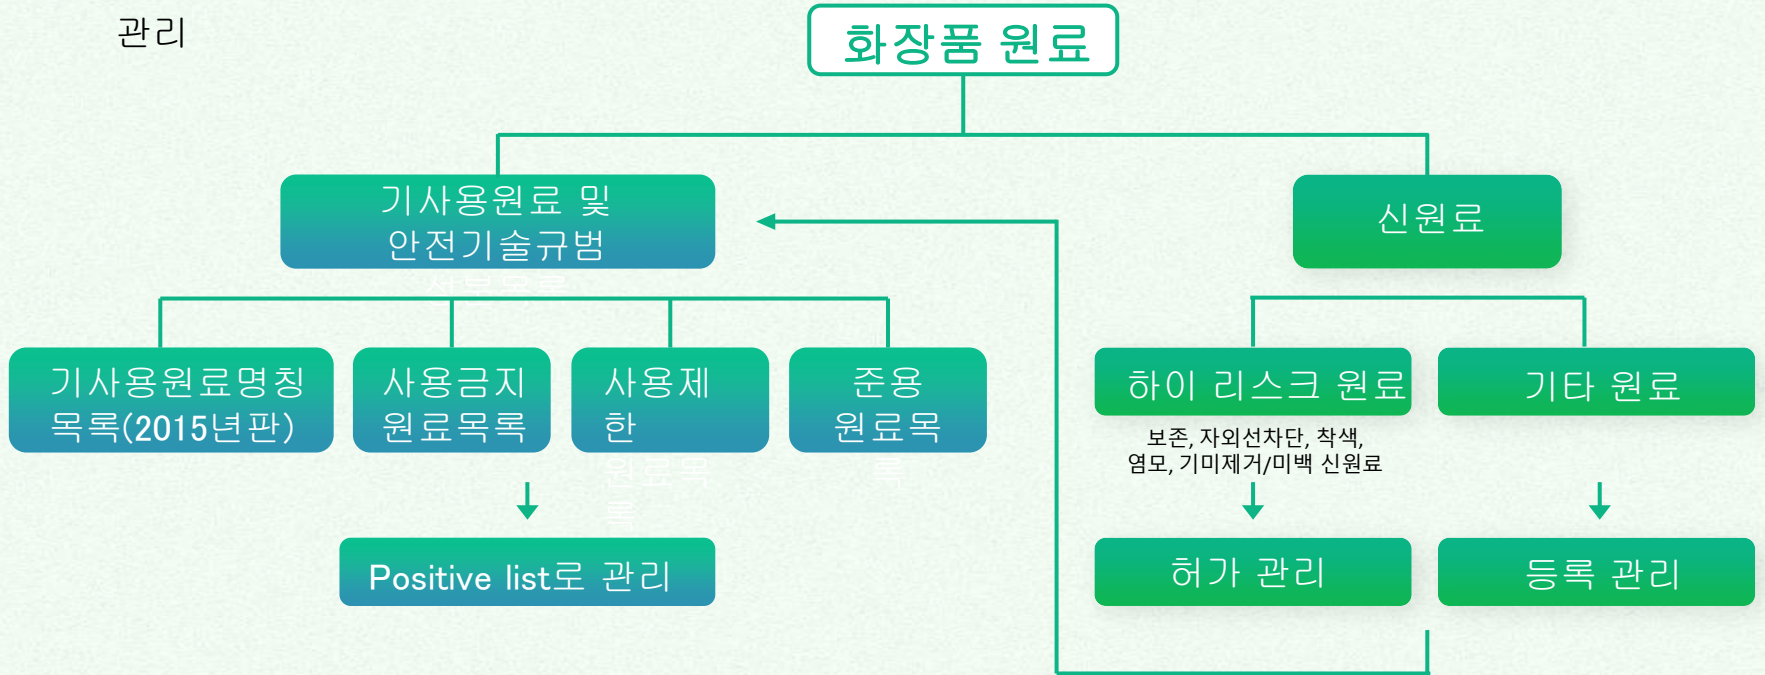 관리
화장품 원료
기사용원료 및
안전기술규범
신원료
기사용원료명칭
목록(2015년판)
사용금지
원료목록
사용제
한
원료목
록
준용
원료목
록
하이 리스크 원료
기타 원료
보존, 자외선차단, 착색,
염모, 기미제거/미백 신원료
Positive list로 관리
허가 관리
등록 관리